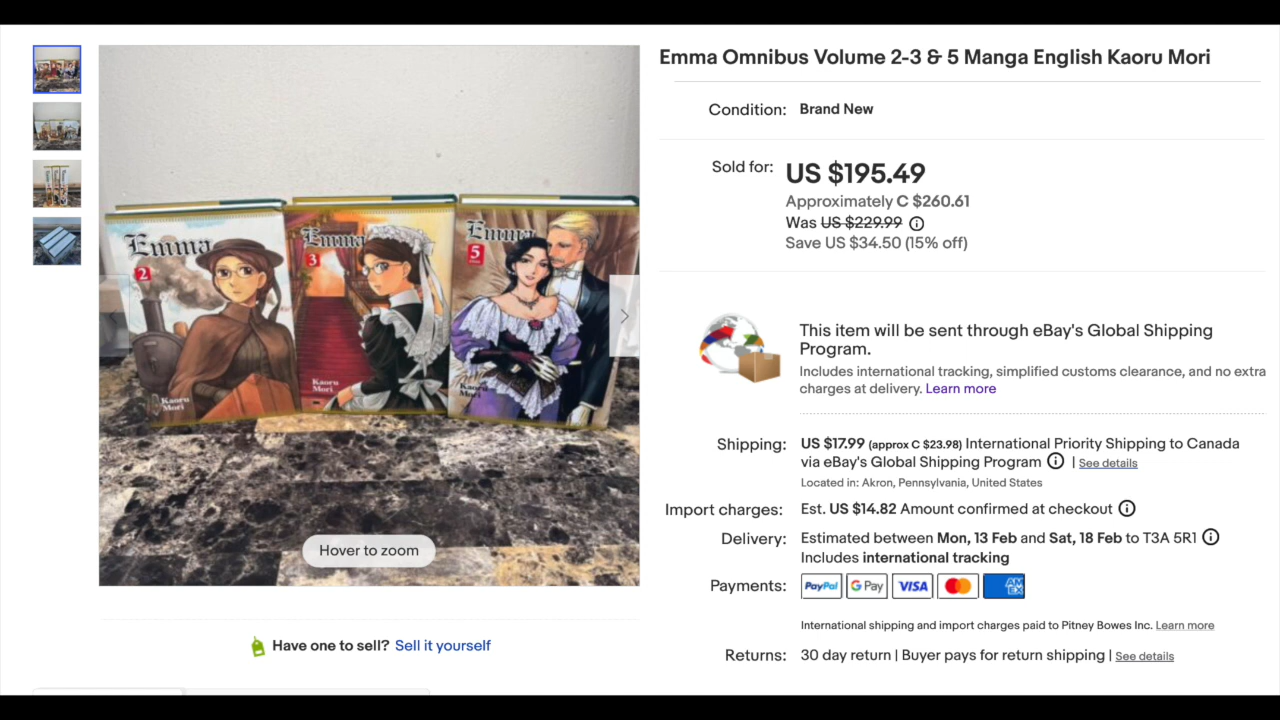 Emma Omnibus Volume 2-3 & 5 Manga English Kaoru Mori
Condition: Brand New
Sold for: US $195.49
Approximately C $260.61
Was US $229.99
Save US $34.50 (15% off)
Emma
2
Kaoru
Mori
Emma
3
Kaoru
Mori
Emma
5
Kaoru
Mori
Hover to zoom
Have one to sell? Sell it yourself
This item will be sent through eBay's Global Shipping
Program.
Includes international tracking, simplified customs clearance, and no extra
charges at delivery. Learn more
Shipping: US $17.99 (approx C $23.98) International Priority Shipping to Canada
via eBay's Global Shipping Program | See details
Located in: Akron, Pennsylvania, United States
Import charges: Est. US $14.82 Amount confirmed at checkout
Delivery: Estimated between Mon, 13 Feb and Sat, 18 Feb to T3A 5R1
Includes international tracking
Payments: PayPal G Pay VISA AM EX
International shipping and import charges paid to Pitney Bowes Inc. Learn more
Returns: 30 day return | Buyer pays for return shipping | See details